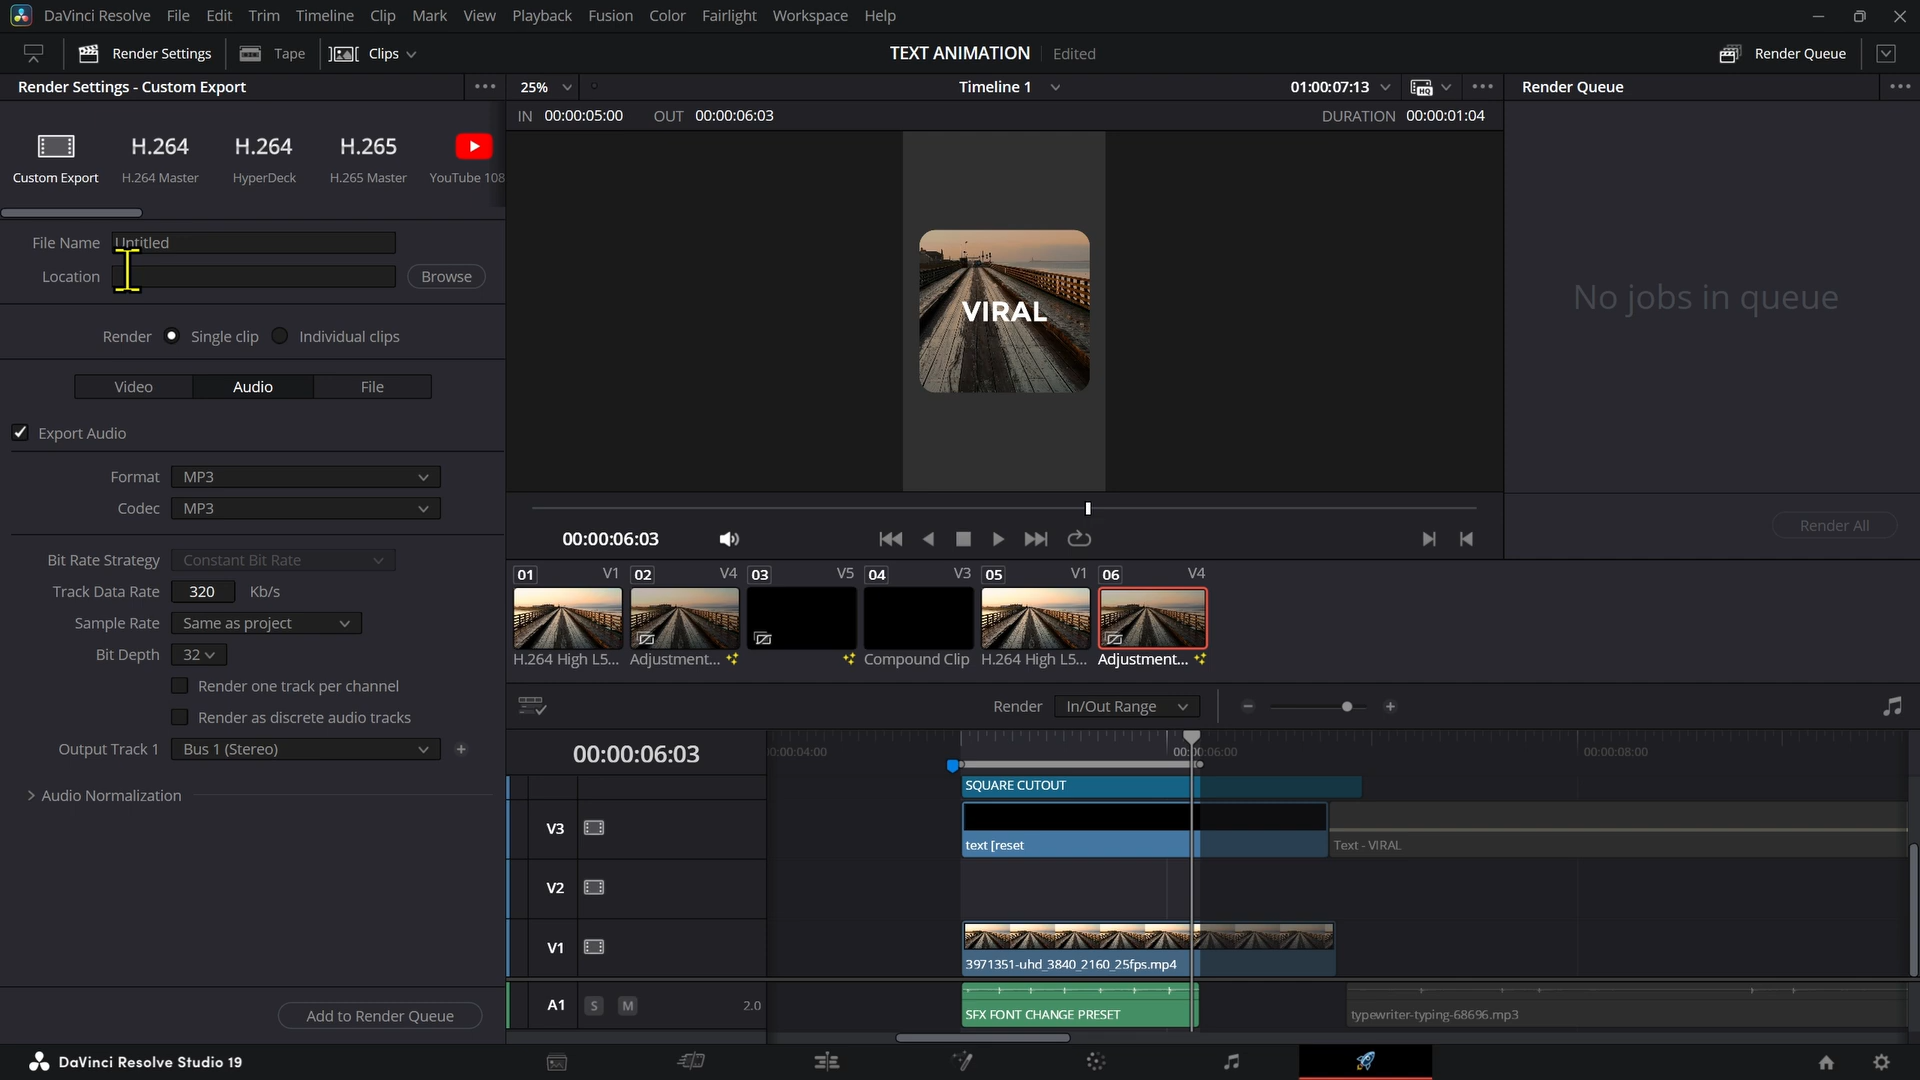 DaVinci Resolve File Edit Trim Timeline Clip Mark View Playback Fusion Color Fairlight Workspace Help
Render Settings Tape Clips TEXT ANIMATION Edited Render Queue
Render Settings - Custom Export 25% Timeline 1 01:00:07:13 HQ Render Queue
IN 00:00:05:00 OUT 00:00:06:03 DURATION 00:00:01:04
H.264 H.264 H.265
Custom Export H.264 Master HyperDeck H.265 Master YouTube 108
File Name Untitled
Location Browse
No jobs in queue
VIRAL
Render Single clip Individual clips
Video Audio File
Export Audio
Format MP3
Codec MP3
Render All
00:00:06:03
Bit Rate Strategy Constant Bit Rate
Track Data Rate 320 Kb/s
Sample Rate Same as project
Bit Depth 32
Render one track per channel
Render as discrete audio tracks
Output Track 1 Bus 1 (Stereo)
Audio Normalization
Add to Render Queue
01 V1 02 V4 03 V5 04 V3 05 V1 06 V4
H.264 High L5... Adjustment... Compound Clip H.264 High L5... Adjustment...
Render In/Out Range
00:00:06:03 00:00:04:00 00:00:06:00 00:00:08:00
SQUARE CUTOUT
V3
text [reset Text - VIRAL
V2
V1
3971351-uhd_3840_2160_25fps.mp4
A1 S M 2.0
SFX FONT CHANGE PRESET typewriter-typing-68696.mp3
DaVinci Resolve Studio 19